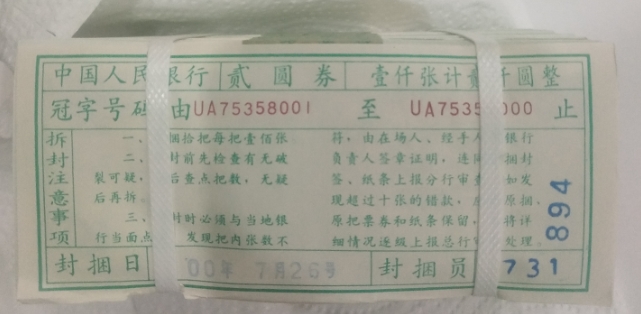 中国人民 银行 贰圆券 壹仟张计贰仟圆整
冠字号码 由UA75358001 至 UA7535 000 止
拆封注意事项
一、 捆拾把每把壹佰张
二、 封前先检查有无破
裂可疑， 后查点把数，无疑
后再拆。
三、 封时必须与当地银
行当面点 发现把内张数不
符，由在场人、经手人 银行
负责人签章证明，连同 捆封
签、纸条上报分行审查 如发
现超过十张的错款，应 原捆、
原把票券和纸条保留， 将详
细情况逐级上报总行审 处理。
894
封捆日 00年 7月26号 封捆员 731